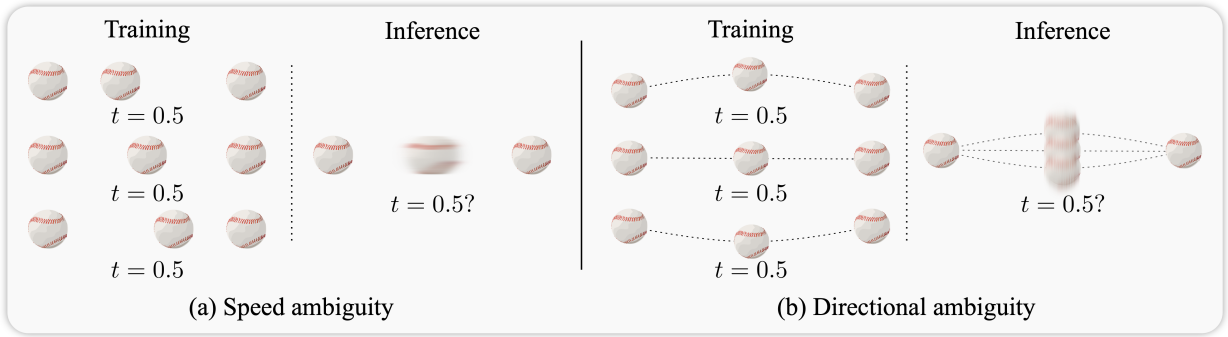 Training
Inference
t = 0.5
t = 0.5
t = 0.5
t = 0.5?
(a) Speed ambiguity
Training
Inference
t = 0.5
t = 0.5
t = 0.5
t = 0.5?
(b) Directional ambiguity